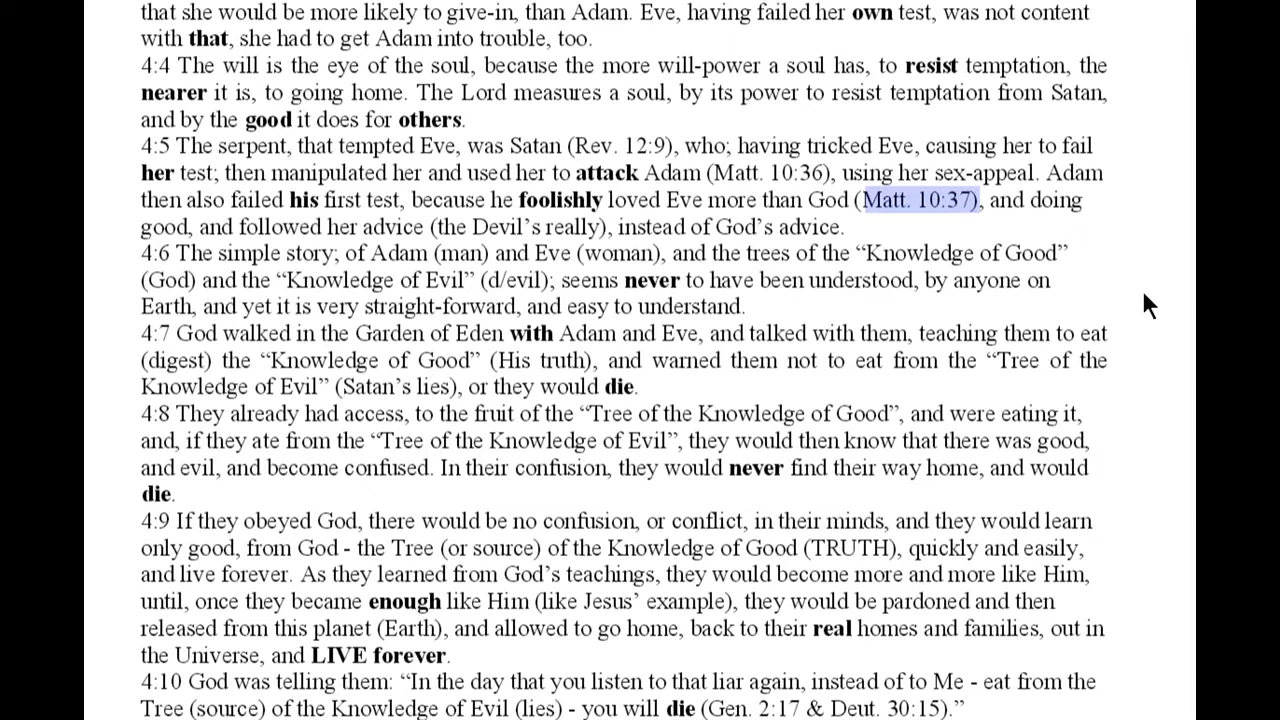 that she would be more likely to give-in, than Adam. Eve, having failed her own test, was not content
with that, she had to get Adam into trouble, too.
4:4 The will is the eye of the soul, because the more will-power a soul has, to resist temptation, the
nearer it is, to going home. The Lord measures a soul, by its power to resist temptation from Satan,
and by the good it does for others.
4:5 The serpent, that tempted Eve, was Satan (Rev. 12:9), who; having tricked Eve, causing her to fail
her test; then manipulated her and used her to attack Adam (Matt. 10:36), using her sex-appeal. Adam
then also failed his first test, because he foolishly loved Eve more than God (Matt. 10:37), and doing
good, and followed her advice (the Devil’s really), instead of God’s advice.
4:6 The simple story; of Adam (man) and Eve (woman), and the trees of the “Knowledge of Good”
(God) and the “Knowledge of Evil” (d/evil); seems never to have been understood, by anyone on
Earth, and yet it is very straight-forward, and easy to understand.
4:7 God walked in the Garden of Eden with Adam and Eve, and talked with them, teaching them to eat
(digest) the “Knowledge of Good” (His truth), and warned them not to eat from the “Tree of the
Knowledge of Evil” (Satan’s lies), or they would die.
4:8 They already had access, to the fruit of the “Tree of the Knowledge of Good”, and were eating it,
and, if they ate from the “Tree of the Knowledge of Evil”, they would then know that there was good,
and evil, and become confused. In their confusion, they would never find their way home, and would
die.
4:9 If they obeyed God, there would be no confusion, or conflict, in their minds, and they would learn
only good, from God - the Tree (or source) of the Knowledge of Good (TRUTH), quickly and easily,
and live forever. As they learned from God’s teachings, they would become more and more like Him,
until, once they became enough like Him (like Jesus’ example), they would be pardoned and then
released from this planet (Earth), and allowed to go home, back to their real homes and families, out in
the Universe, and LIVE forever.
4:10 God was telling them: “In the day that you listen to that liar again, instead of to Me - eat from the
Tree (source) of the Knowledge of Evil (lies) - you will die (Gen. 2:17 & Deut. 30:15).”